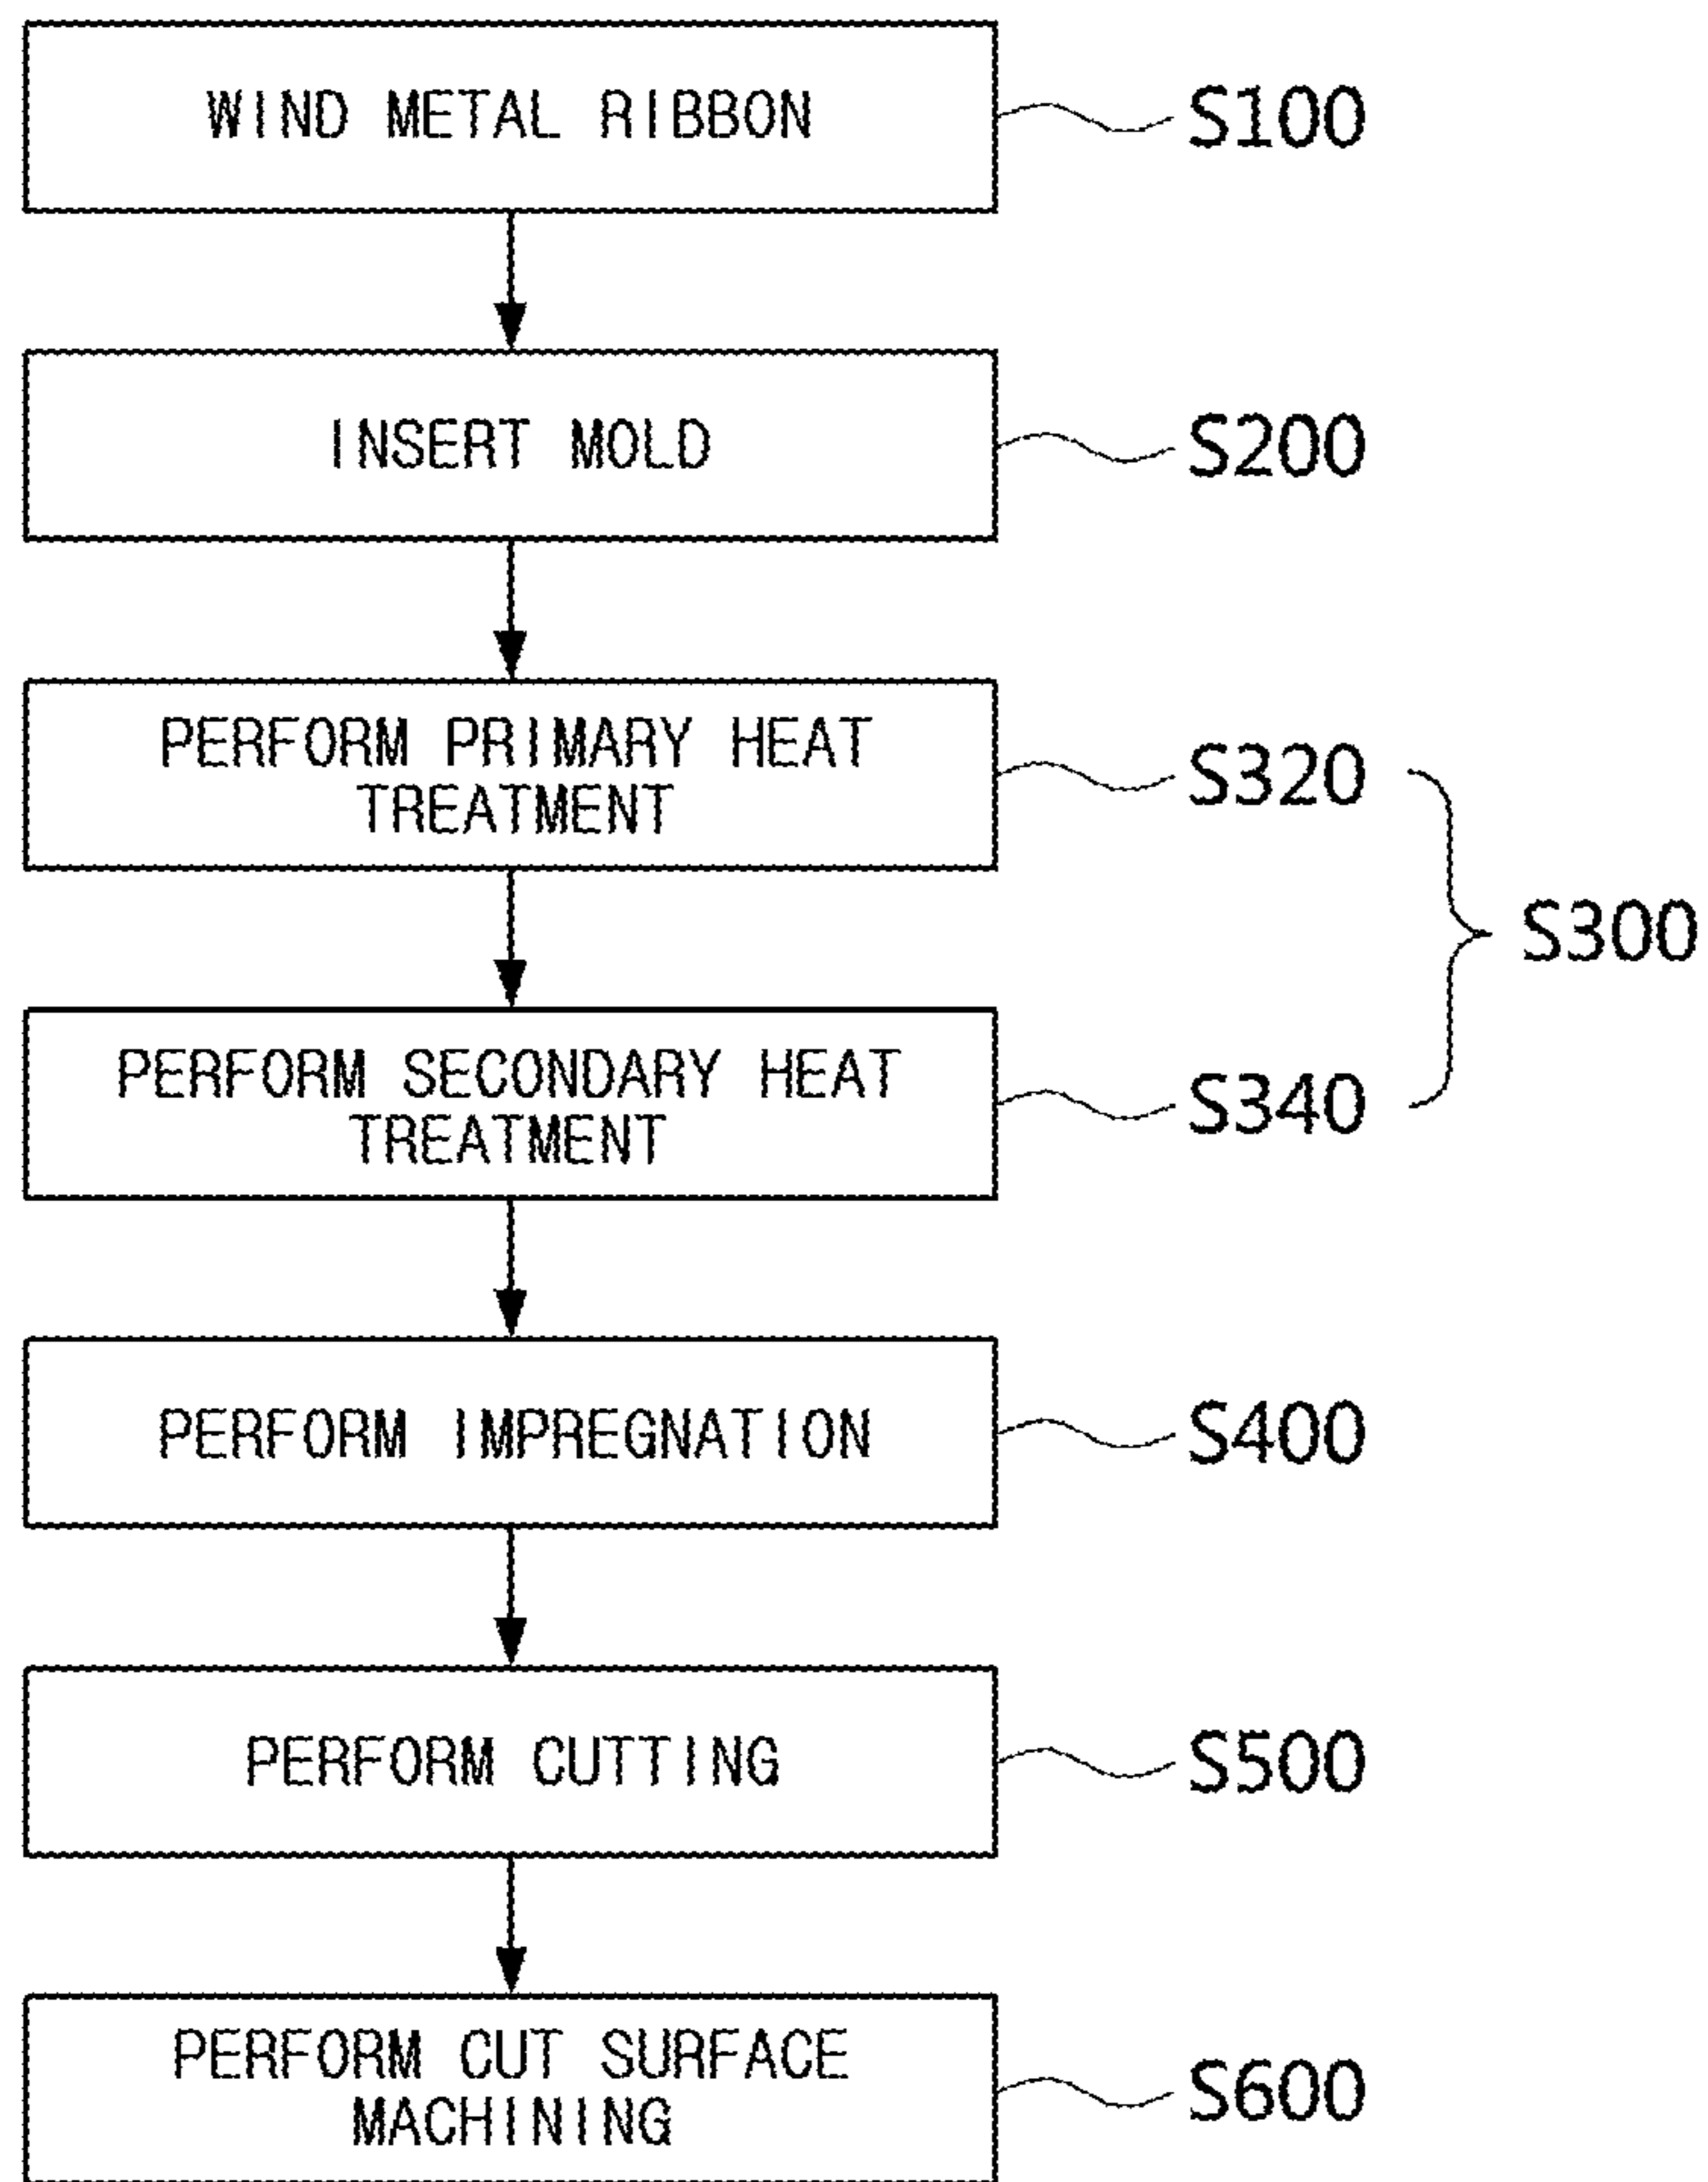 WIND METAL RIBBON
S100
INSERT MOLD
S200
PERFORM PRIMARY HEAT
TREATMENT
S320
S300
PERFORM SECONDARY HEAT
TREATMENT
S340
PERFORM IMPREGNATION
S400
PERFORM CUTTING
S500
PERFORM CUT SURFACE
MACHINING
S600